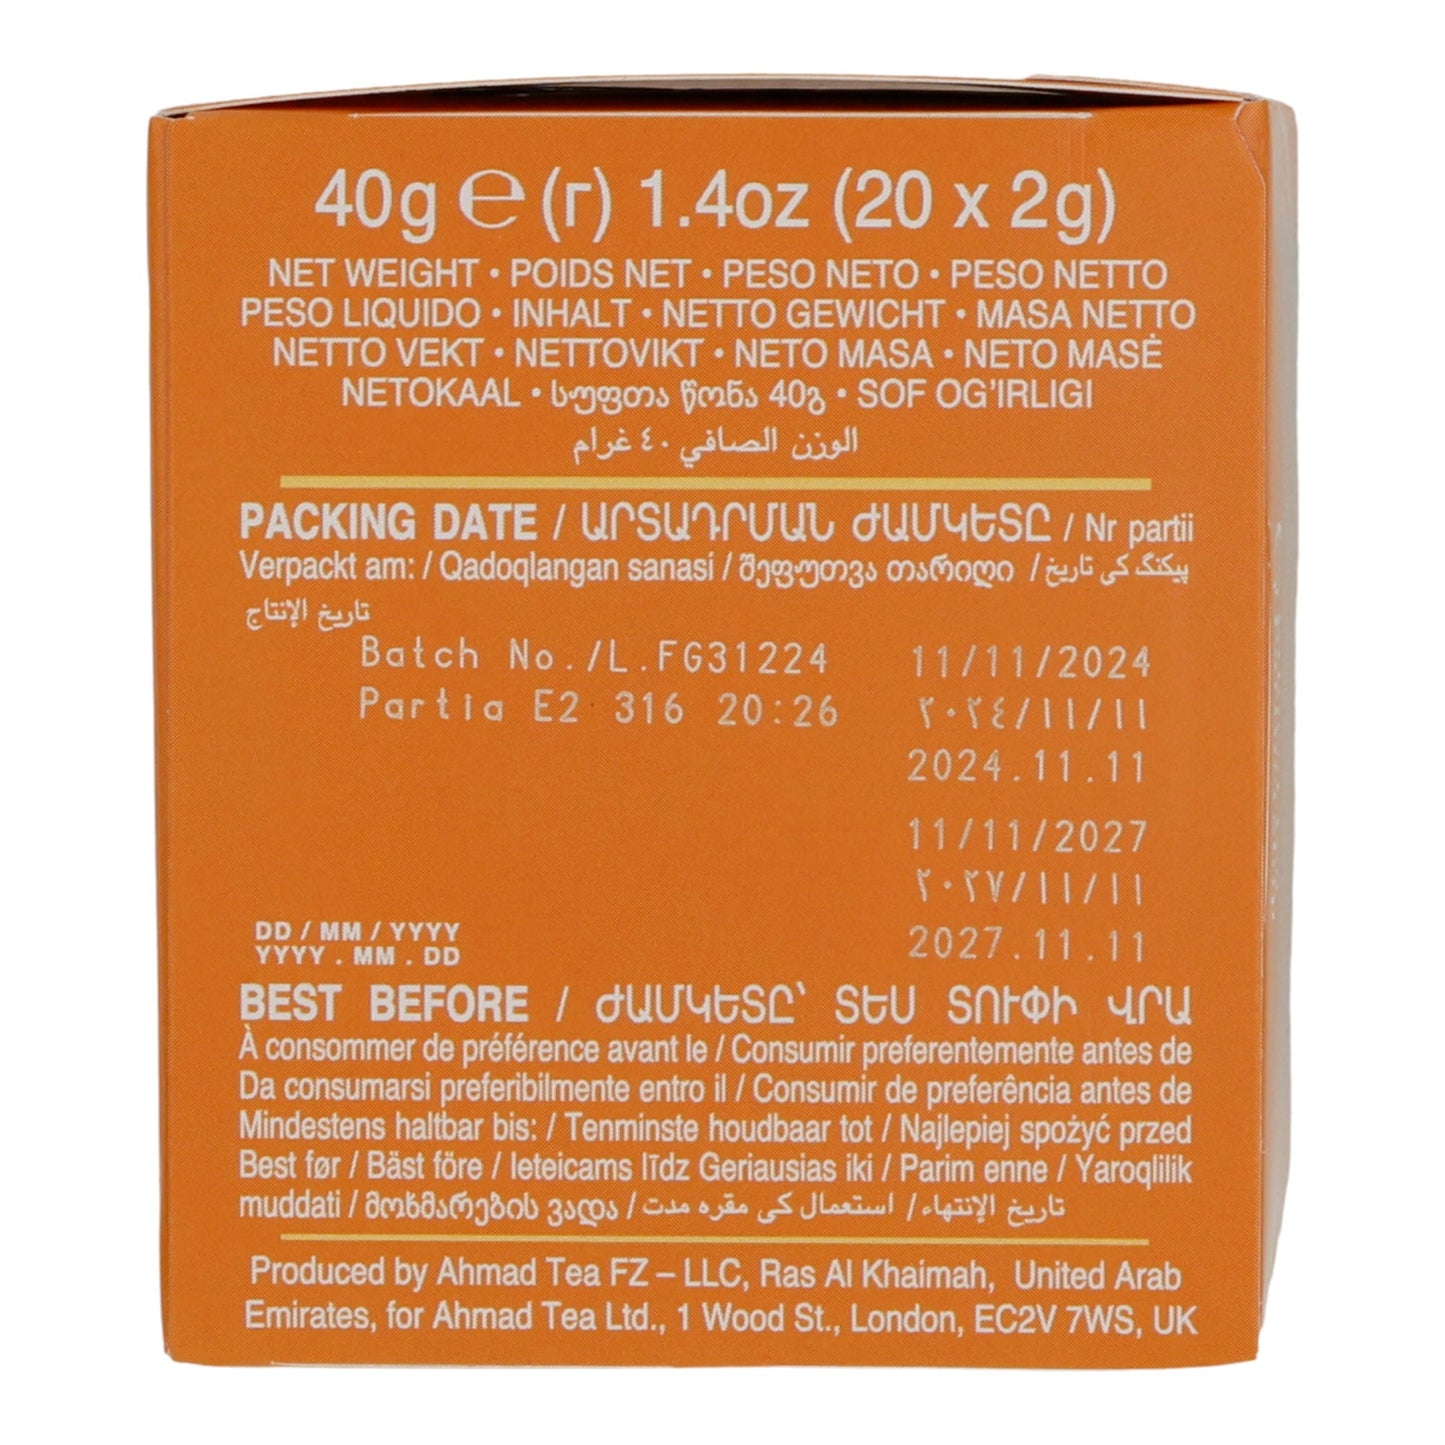 40g ℮ (г) 1.4oz (20 x 2g)
NET WEIGHT • POIDS NET • PESO NETO • PESO NETTO
PESO LIQUIDO • INHALT • NETTO GEWICHT • MASA NETTO
NETTO VEKT • NETTOVIKT • NETO MASA • NETO MASĖ
NETOKAAL • სუფთა წონა 40გ • SOF OG'IRLIGI
الوزن الصافي ٤٠ غرام
PACKING DATE / ԱՐՏԱԴՐՄԱՆ ԺԱՄԿԵՏԸ / Nr partii
Verpackt am: / Qadoqlangan sanasi / შეფუთვა თარიღი / پیکنگ کی تاریخ
تاريخ الإنتاج
Batch No./L.FG31224 11/11/2024
Partia E2 316 20:26 ٢٠٢٤/١١/١١
2024.11.11
11/11/2027
٢٠٢٧/١١/١١
DD / MM / YYYY
YYYY . MM . DD 2027.11.11
BEST BEFORE / ԺԱՄԿԵՏԸ՝ ՏԵՍ ՏՈՒՓԻ ՎՐԱ
À consommer de préférence avant le / Consumir preferentemente antes de
Da consumarsi preferibilmente entro il / Consumir de preferência antes de
Mindestens haltbar bis: / Tenminste houdbaar tot / Najlepiej spożyć przed
Best før / Bäst före / Ieteicams līdz Geriausias iki / Parim enne / Yaroqlilik
muddati / მოხმარების ვადა / استعمال کی مقره مدت / تاريخ الإنتهاء
Produced by Ahmad Tea FZ – LLC, Ras Al Khaimah, United Arab
Emirates, for Ahmad Tea Ltd., 1 Wood St., London, EC2V 7WS, UK